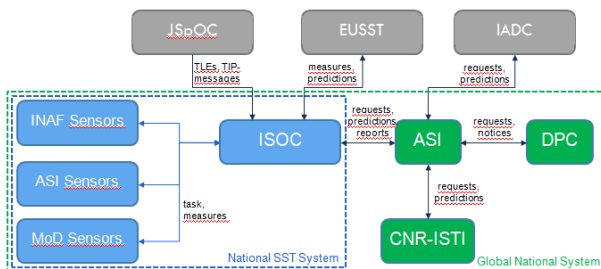 JSpOC
EUSST
IADC
TLEs, TIP-
messages
measures,
predictions
requests,
predictions
INAF Sensors
ISOC
requests,
predictions,
reports
ASI
requests,
notices
DPC
ASI Sensors
task,
measures
requests,
predictions
MoD Sensors
CNR-ISTI
National SST System
Global National System